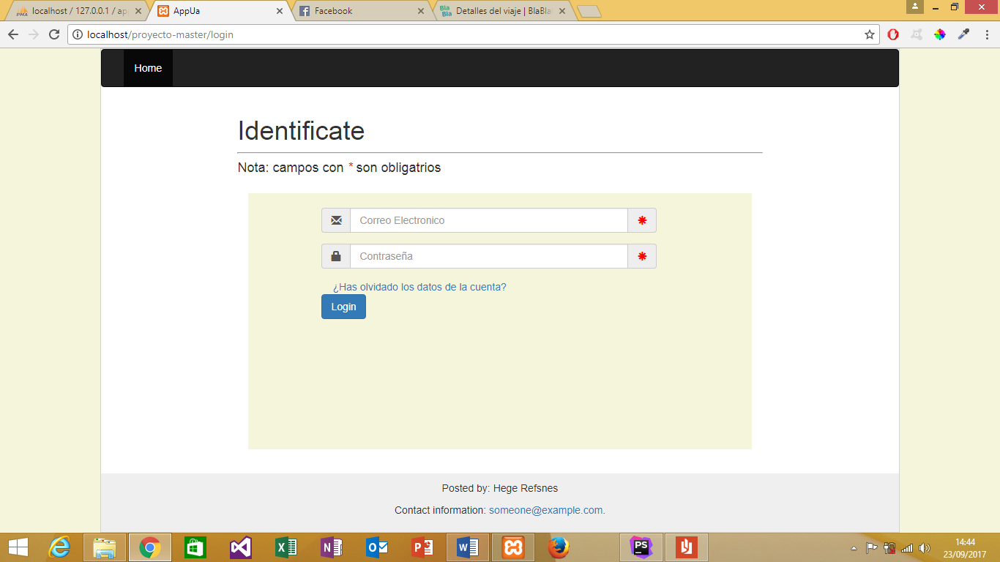 localhost / 127.0.0.1 / ap
AppUa
Facebook
Detalles del viaje | BlaBla
localhost/proyecto-master/login
Home
Identificate
Nota: campos con * son obligatrios
Correo Electronico
Contraseña
¿Has olvidado los datos de la cuenta?
Login
Posted by: Hege Refsnes
Contact information: someone@example.com.
14:44
23/09/2017